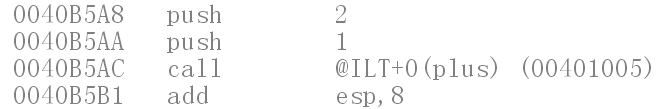 0040B5A8 push 2
0040B5AA push 1
0040B5AC call @ILT+0(plus) (00401005)
0040B5B1 add esp,8